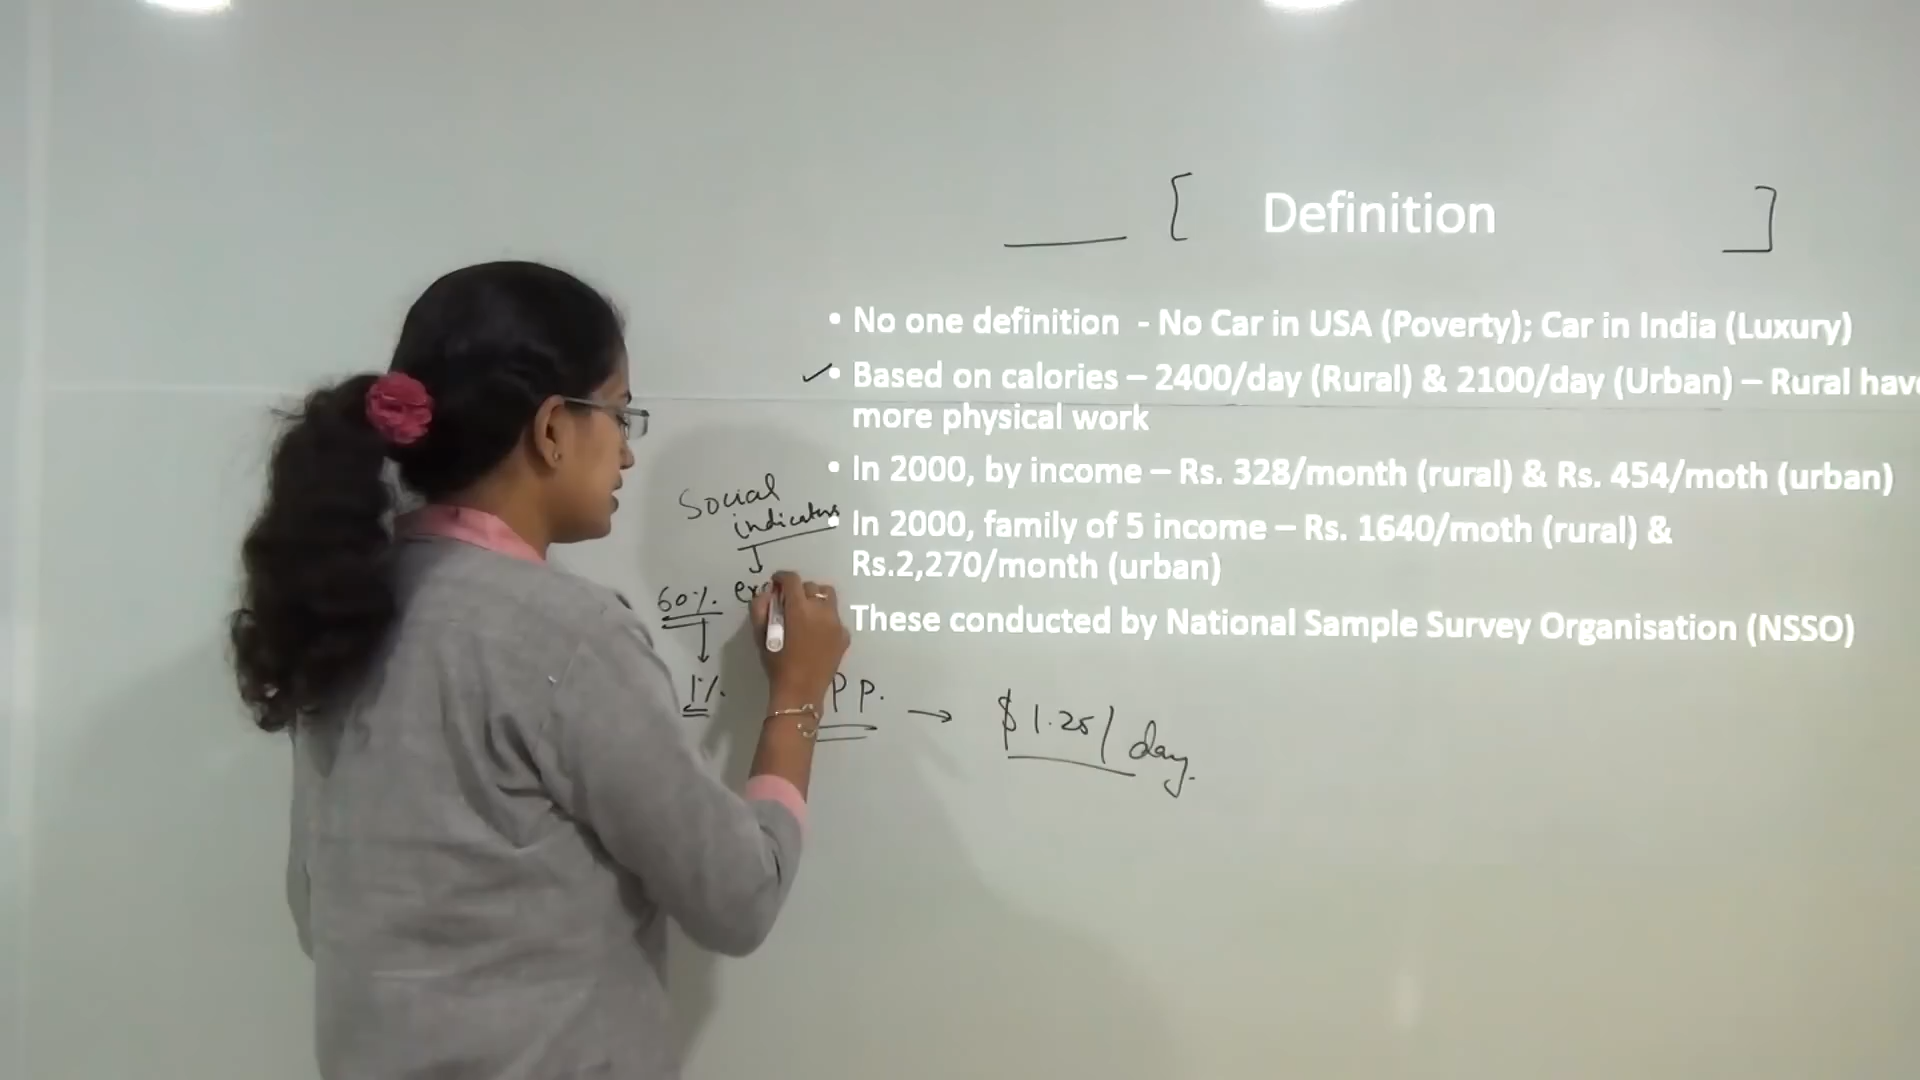 Definition
• No one definition - No Car in USA (Poverty); Car in India (Luxury)
• Based on calories – 2400/day (Rural) & 2100/day (Urban) – Rural have
more physical work
• In 2000, by income – Rs. 328/month (rural) & Rs. 454/moth (urban)
• In 2000, family of 5 income – Rs. 1640/moth (rural) &
Rs.2,270/month (urban)
These conducted by National Sample Survey Organisation (NSSO)
Social
indicators
60%.
1%.
PP. → $1.25/day.